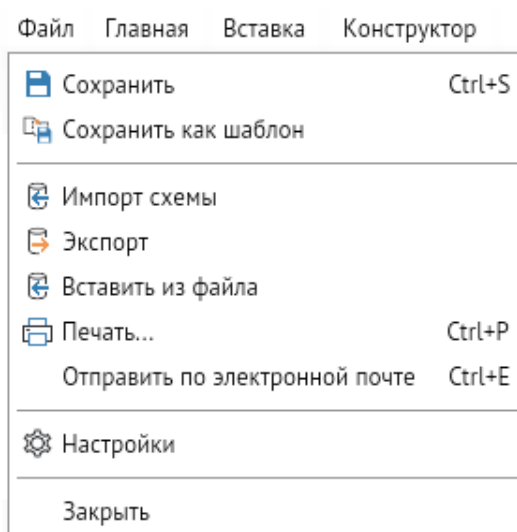 Файл Главная Вставка Конструктор
Сохранить Ctrl+S
Сохранить как шаблон
Импорт схемы
Экспорт
Вставить из файла
Печать... Ctrl+P
Отправить по электронной почте Ctrl+E
Настройки
Закрыть